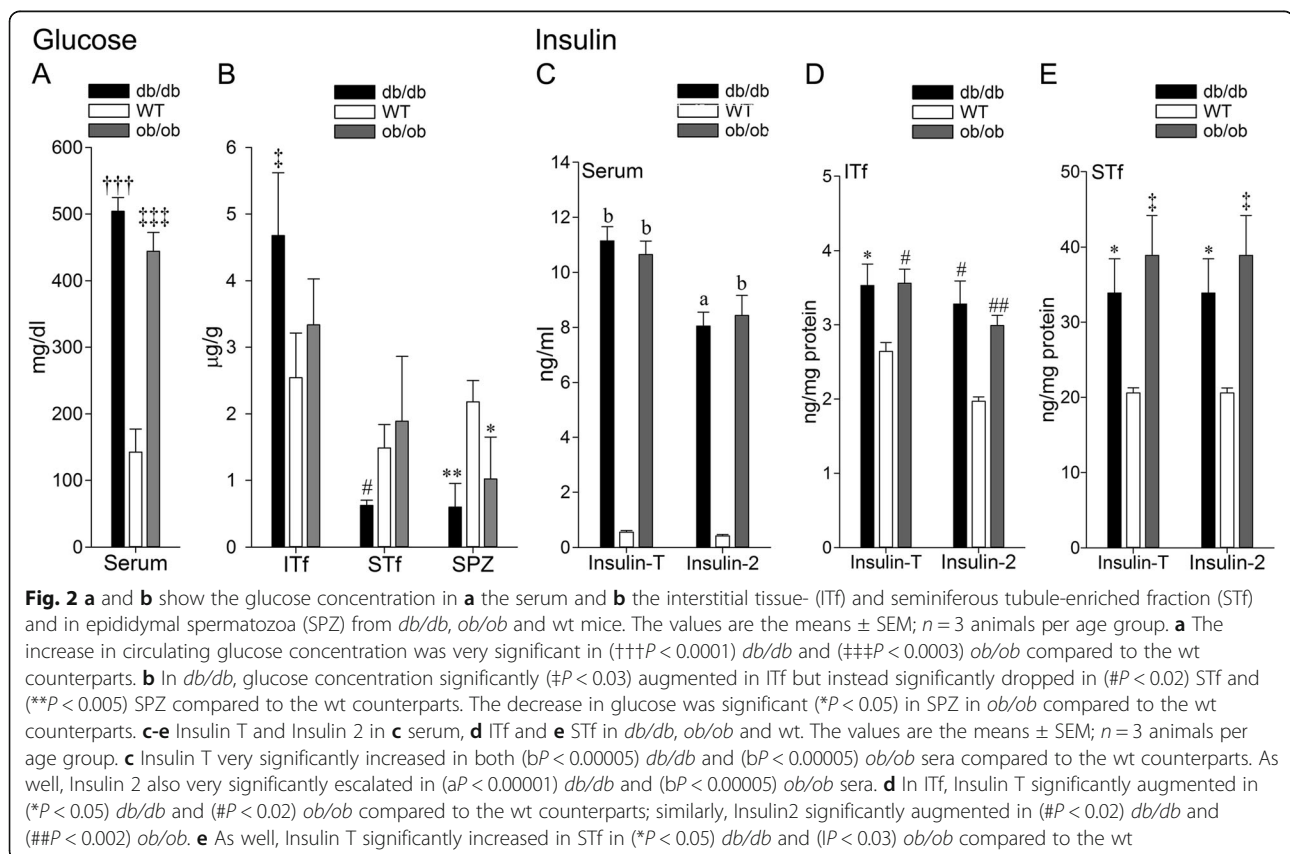 Glucose
Insulin
A
db/db
WT
ob/ob
600
500
400
300
200
100
0
mg/dl
†††
‡‡‡
Serum
B
db/db
WT
ob/ob
6
5
4
3
2
1
0
µg/g
‡
#
**
*
ITf
STf
SPZ
C
db/db
WT
ob/ob
Serum
14
12
10
8
6
4
2
0
ng/ml
b
b
a
b
Insulin-T
Insulin-2
D
db/db
WT
ob/ob
ITf
5
4
3
2
1
0
ng/mg protein
*
#
#
##
Insulin-T
Insulin-2
E
db/db
WT
ob/ob
STf
50
40
30
20
10
0
ng/mg protein
*
‡
*
‡
Insulin-T
Insulin-2
Fig. 2 a and b show the glucose concentration in a the serum and b the interstitial tissue- (ITf) and seminiferous tubule-enriched fraction (STf)
and in epididymal spermatozoa (SPZ) from db/db, ob/ob and wt mice. The values are the means ± SEM; n = 3 animals per age group. a The
increase in circulating glucose concentration was very significant in (†††P < 0.0001) db/db and (‡‡‡P < 0.0003) ob/ob compared to the wt
counterparts. b In db/db, glucose concentration significantly (‡P < 0.03) augmented in ITf but instead significantly dropped in (#P < 0.02) STf and
(**P < 0.005) SPZ compared to the wt counterparts. The decrease in glucose was significant (*P < 0.05) in SPZ in ob/ob compared to the wt
counterparts. c-e Insulin T and Insulin 2 in c serum, d ITf and e STf in db/db, ob/ob and wt. The values are the means ± SEM; n = 3 animals per
age group. c Insulin T very significantly increased in both (bP < 0.00005) db/db and (bP < 0.00005) ob/ob sera compared to the wt counterparts. As
well, Insulin 2 also very significantly escalated in (aP < 0.00001) db/db and (bP < 0.00005) ob/ob sera. d In ITf, Insulin T significantly augmented in
(*P < 0.05) db/db and (#P < 0.02) ob/ob compared to the wt counterparts; similarly, Insulin2 significantly augmented in (#P < 0.02) db/db and
(##P < 0.002) ob/ob. e As well, Insulin T significantly increased in STf in (*P < 0.05) db/db and (lP < 0.03) ob/ob compared to the wt